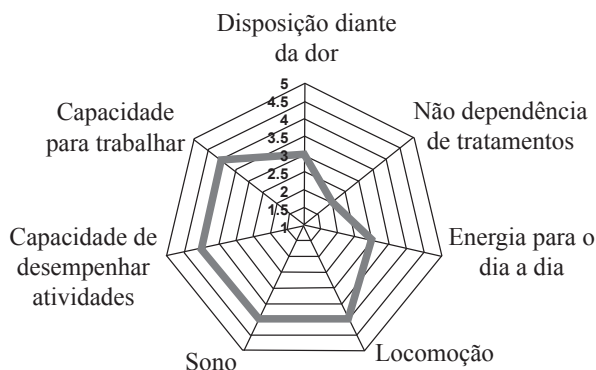 Disposição diante
da dor
Não dependência
de tratamentos
Energia para o
dia a dia
Locomoção
Sono
Capacidade de
desempenhar
atividades
Capacidade
para trabalhar
5
4.5
4
3.5
3
2.5
2
1.5
1